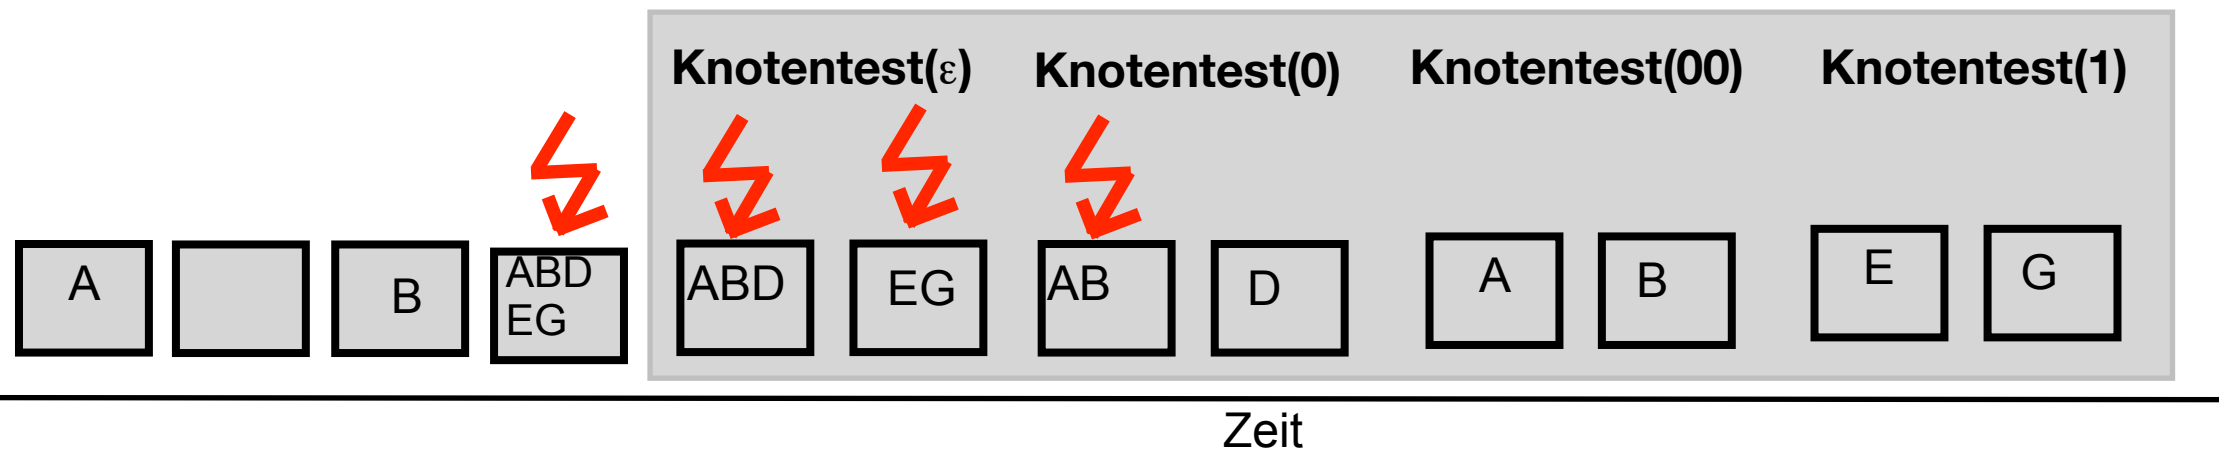 Knotentest(ε) Knotentest(0) Knotentest(00) Knotentest(1)
A
B
ABD
EG
ABD
EG
AB
D
A
B
E
G
Zeit